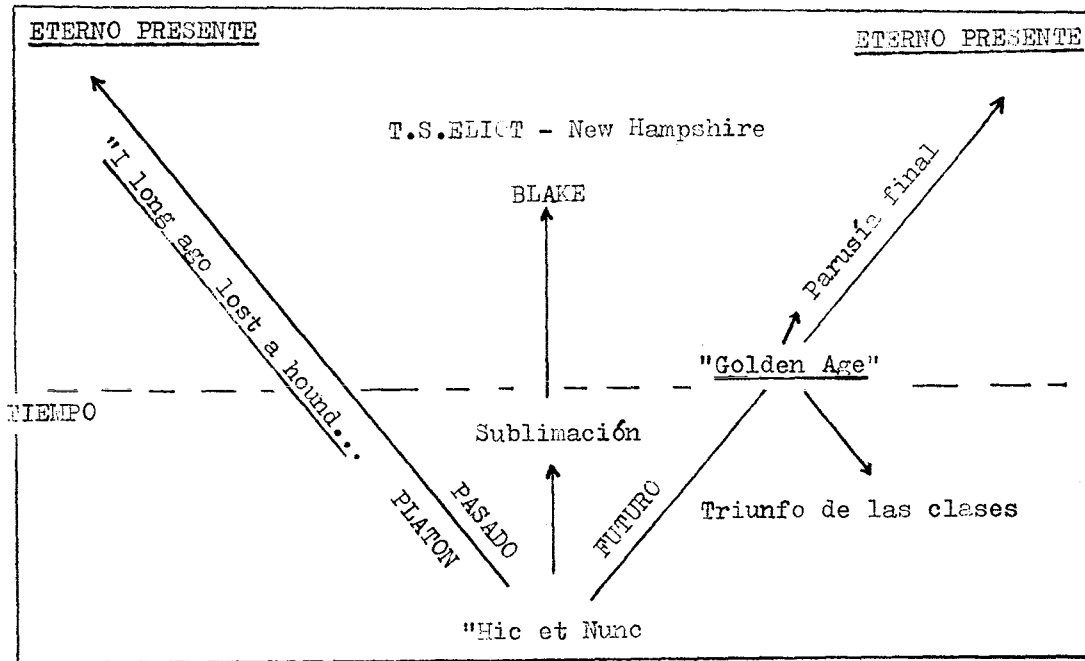 ETERNO PRESENTE
ETERNO PRESENTE
T.S.ELIOT - New Hampshire
BLAKE
"I long ago lost a hound...
Parusía final
"Golden Age"
TIEMPO
Sublimación
PASADO
PLATON
FUTURO
Triunfo de las clases
"Hic et Nunc